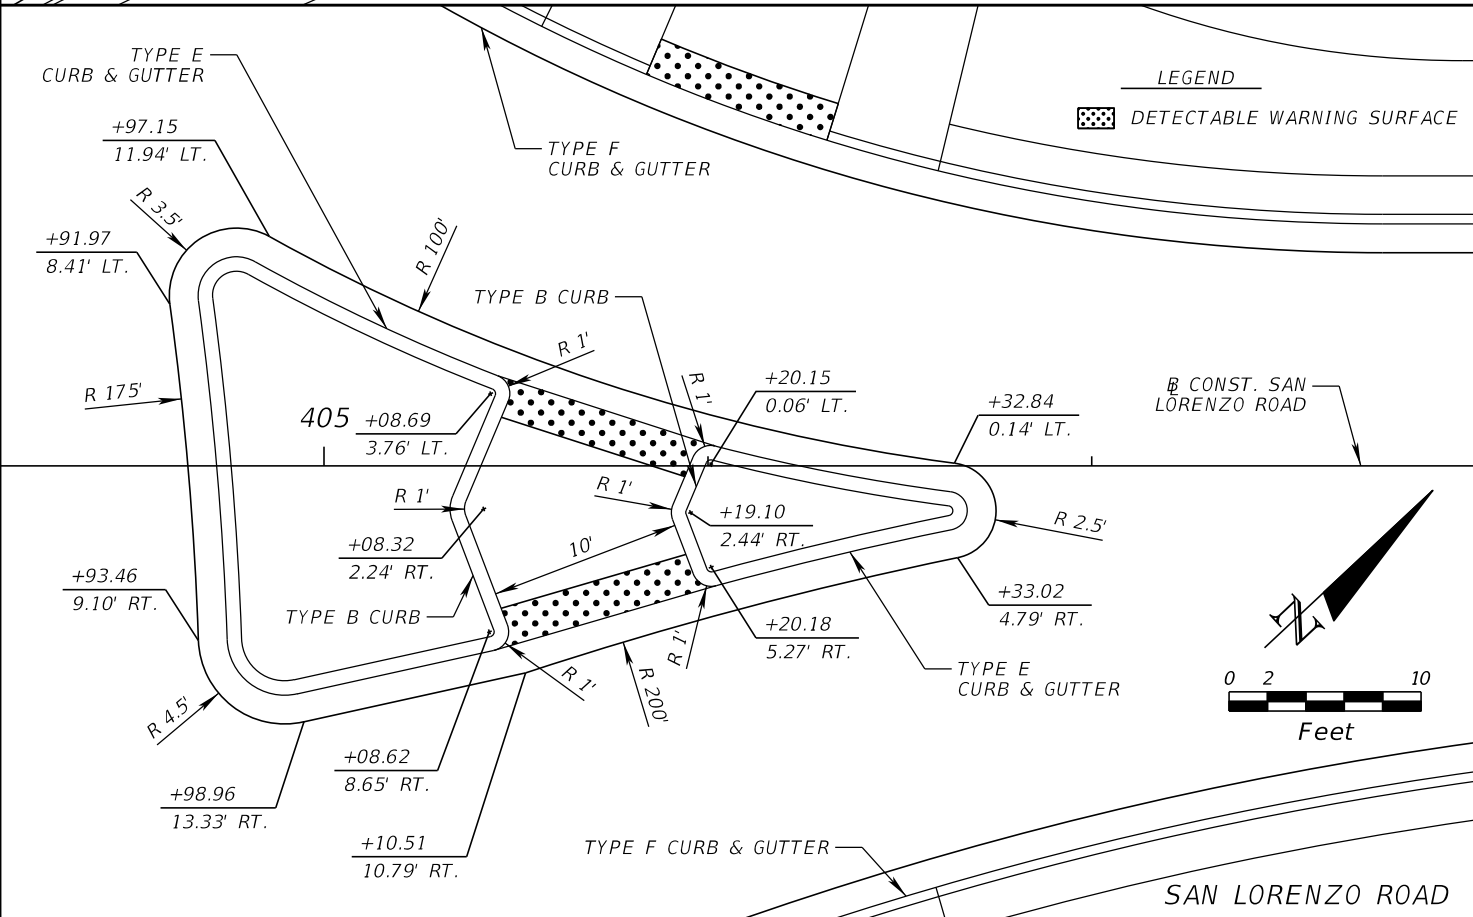 TYPE E
CURB & GUTTER
LEGEND
DETECTABLE WARNING SURFACE
+97.15
11.94' LT.
TYPE F
CURB & GUTTER
R 3.5'
+91.97
8.41' LT.
R 100'
TYPE B CURB
R 1'
R 175'
405
+08.69
3.76' LT.
R 1'
+20.15
0.06' LT.
+32.84
0.14' LT.
BL CONST. SAN
LORENZO ROAD
R 1'
R 1'
+19.10
2.44' RT.
R 2.5'
+08.32
2.24' RT.
10'
+93.46
9.10' RT.
TYPE B CURB
+33.02
4.79' RT.
N
+20.18
5.27' RT.
R 1'
R 1'
R 200'
TYPE E
CURB & GUTTER
0 2 10
Feet
R 4.5'
+08.62
8.65' RT.
+98.96
13.33' RT.
+10.51
10.79' RT.
TYPE F CURB & GUTTER
SAN LORENZO ROAD